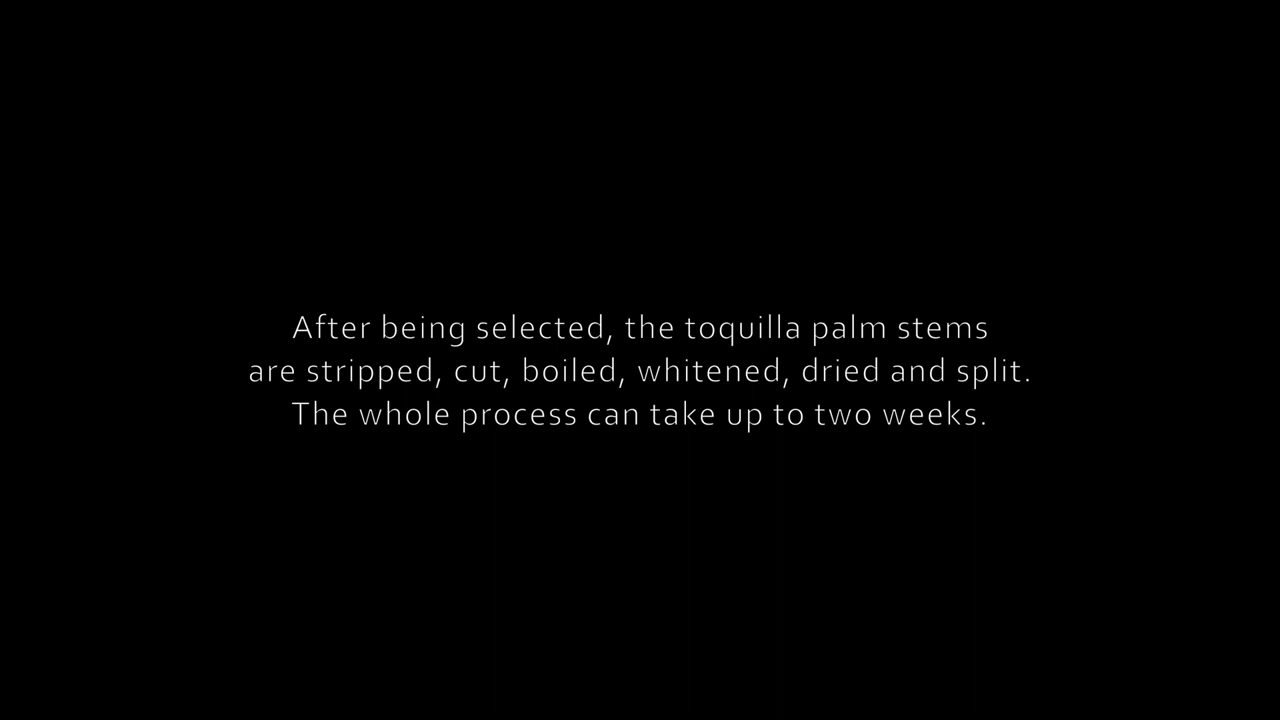 After being selected, the toquilla palm stems
are stripped, cut, boiled, whitened, dried and split.
The whole process can take up to two weeks.